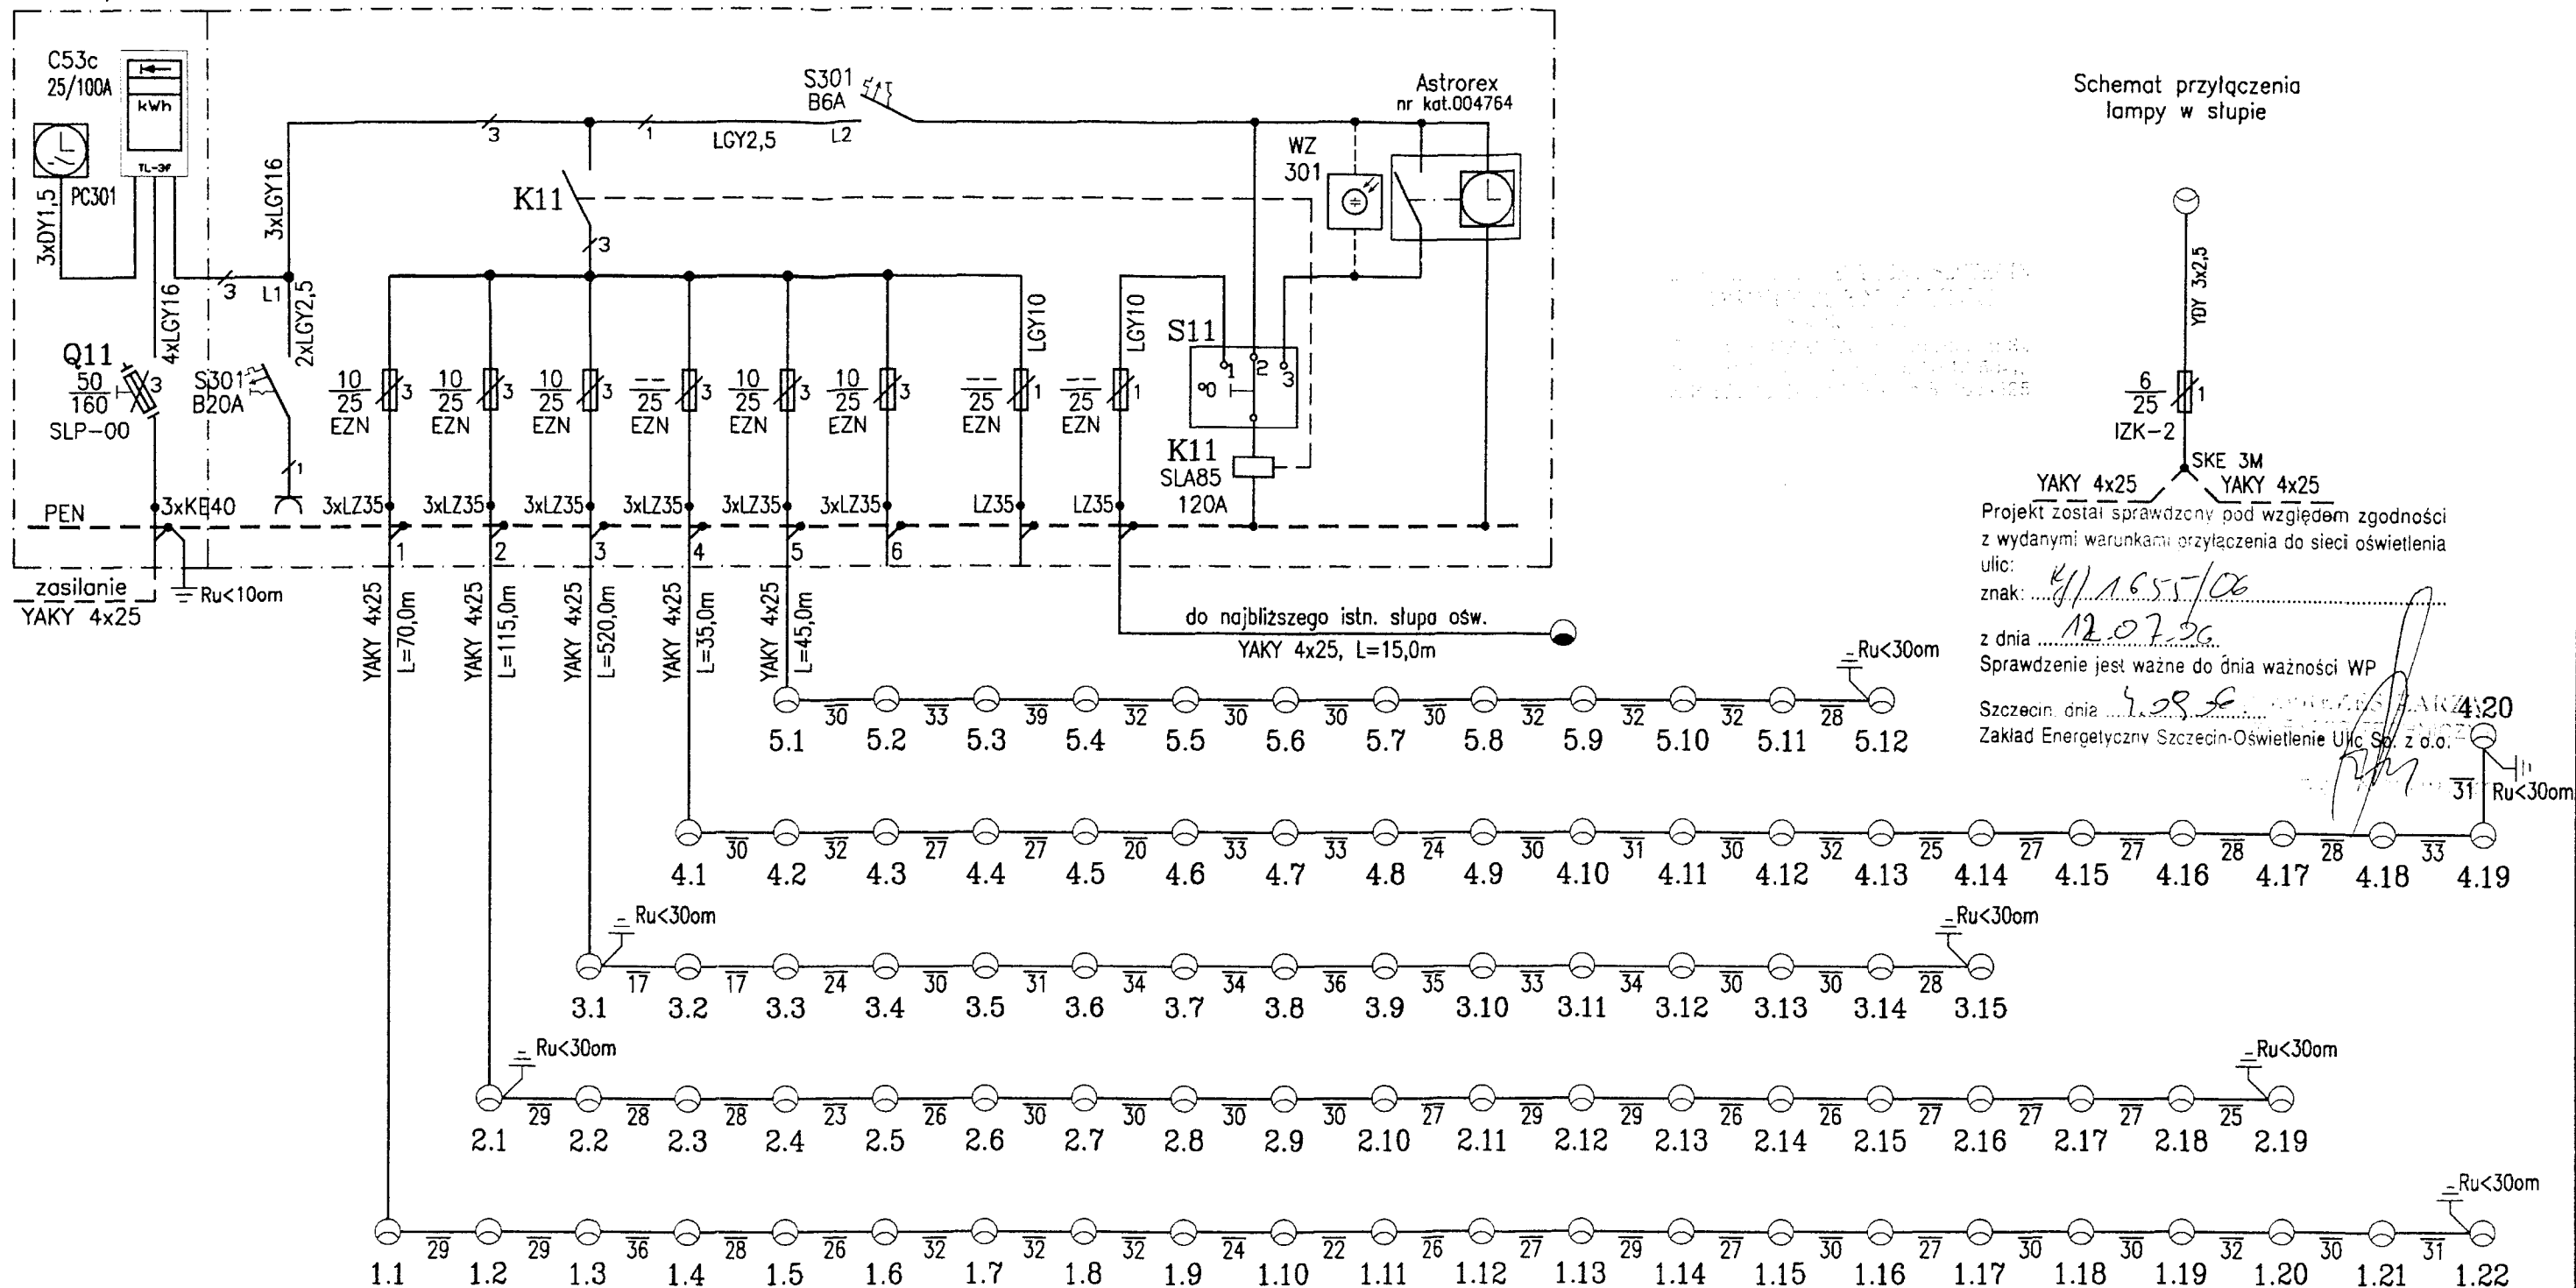 C53c
25/100A
kWh
TL-3f
PC301
3xDY1,5
4xLGY16
3
L1
3xLGY16
2xLGY2,5
Q11
50
160
3
SLP-00
S301
B20A
1
3xKE40
PEN
zasilanie
YAKY 4x25
Ru<10om
3
1
LGY2,5
L2
S301
B6A
K11
3
WZ
301
Astrorex
nr kat.004764
10
25
3
EZN
10
25
3
EZN
10
25
3
EZN
--
25
3
EZN
10
25
3
EZN
10
25
3
EZN
LGY10
--
25
1
EZN
LGY10
--
25
1
EZN
S11
1
2
3
0
K11
SLA85
120A
3xLZ35
3xLZ35
3xLZ35
3xLZ35
3xLZ35
3xLZ35
LZ35
LZ35
1
2
3
4
5
6
YAKY 4x25
L=70,0m
YAKY 4x25
L=115,0m
YAKY 4x25
L=520,0m
YAKY 4x25
L=35,0m
YAKY 4x25
L=45,0m
do najbliższego istn. słupa ośw.
YAKY 4x25, L=15,0m
Schemat przyłączenia
lampy w słupie
YDY 3x2,5
6
25
1
IZK-2
SKE 3M
YAKY 4x25
YAKY 4x25
Projekt został sprawdzony pod względem zgodności
z wydanymi warunkami przyłączenia do sieci oświetlenia
ulic:
znak: 1655/06
z dnia 12.07.06
Sprawdzenie jest ważne do dnia ważności WP
Szczecin, dnia
Zakład Energetyczny Szczecin-Oświetlenie Ulic Sp. z o.o.
Ru<30om
30 33 39 32 30 30 30 32 32 32 28
5.1 5.2 5.3 5.4 5.5 5.6 5.7 5.8 5.9 5.10 5.11 5.12
4.20
31
Ru<30om
30 32 27 27 20 33 33 24 30 31 30 32 25 27 27 28 28 33
4.1 4.2 4.3 4.4 4.5 4.6 4.7 4.8 4.9 4.10 4.11 4.12 4.13 4.14 4.15 4.16 4.17 4.18 4.19
Ru<30om
Ru<30om
17 17 24 30 31 34 34 36 35 33 34 30 30 28
3.1 3.2 3.3 3.4 3.5 3.6 3.7 3.8 3.9 3.10 3.11 3.12 3.13 3.14 3.15
Ru<30om
Ru<30om
29 28 28 23 26 30 30 30 30 27 29 29 26 26 27 27 27 25
2.1 2.2 2.3 2.4 2.5 2.6 2.7 2.8 2.9 2.10 2.11 2.12 2.13 2.14 2.15 2.16 2.17 2.18 2.19
Ru<30om
29 29 36 28 26 32 32 32 24 22 26 27 29 27 30 27 30 30 32 30 31
1.1 1.2 1.3 1.4 1.5 1.6 1.7 1.8 1.9 1.10 1.11 1.12 1.13 1.14 1.15 1.16 1.17 1.18 1.19 1.20 1.21 1.22